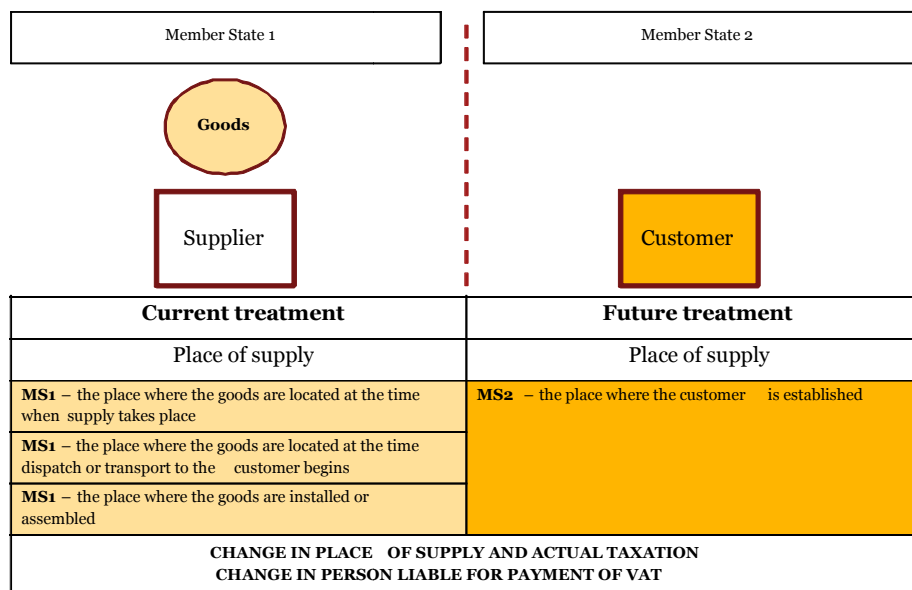 Member State 1
Member State 2
Goods
Supplier
Customer
Current treatment
Future treatment
Place of supply
Place of supply
MS1 – the place where the goods are located at the time
when supply takes place
MS2 – the place where the customer is established
MS1 – the place where the goods are located at the time
dispatch or transport to the customer begins
MS1 – the place where the goods are installed or
assembled
CHANGE IN PLACE OF SUPPLY AND ACTUAL TAXATION
CHANGE IN PERSON LIABLE FOR PAYMENT OF VAT